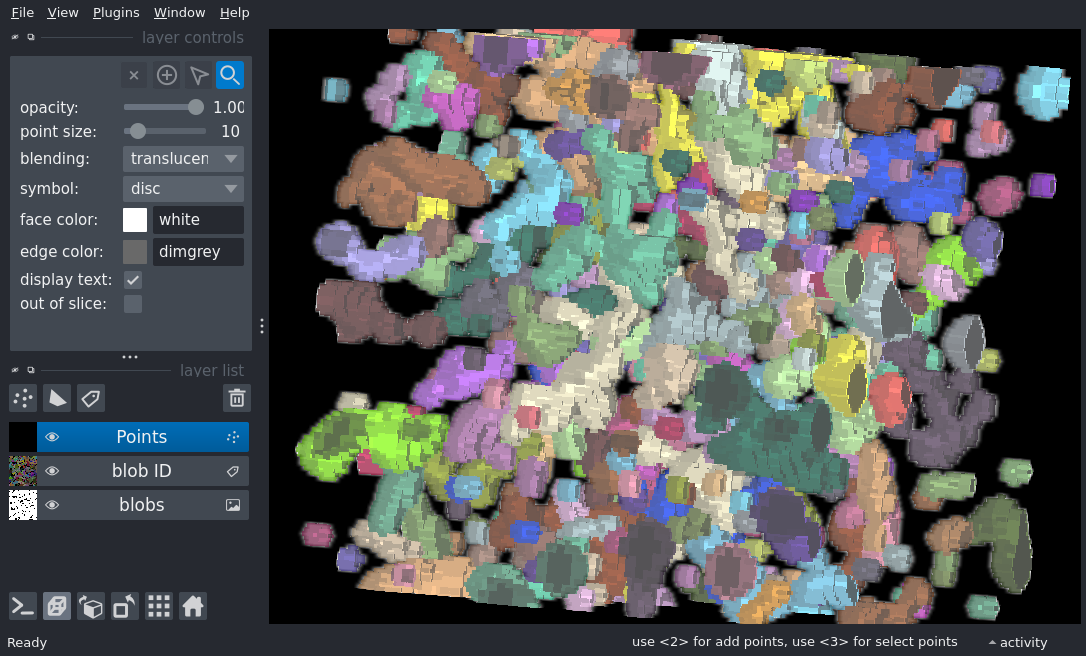 File View Plugins Window Help
layer controls
opacity: 1.00
point size: 10
blending: translucen
symbol: disc
face color: white
edge color: dimgrey
display text:
out of slice:
layer list
Points
blob ID
blobs
Ready
use <2> for add points, use <3> for select points
activity